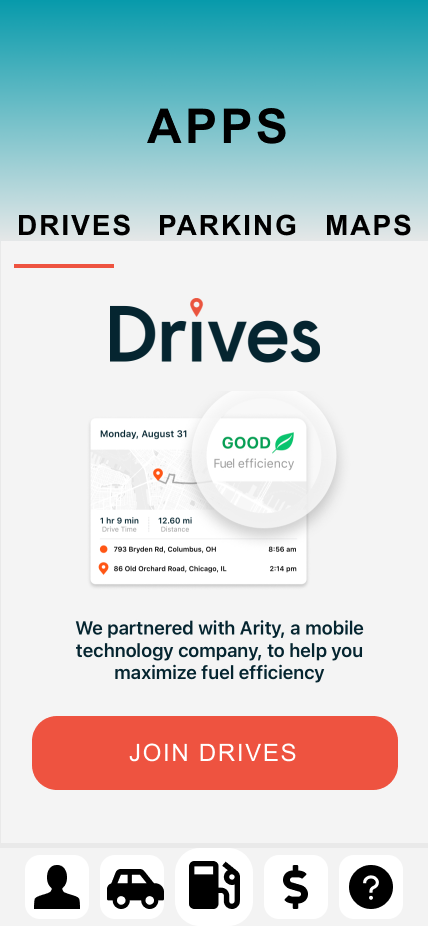 APPS
DRIVES PARKING MAPS
Drives
Monday, August 31
GOOD
Fuel efficiency
1 hr 9 min 12.60 mi
Drive Time Distance
793 Bryden Rd, Columbus, OH 8:56 am
86 Old Orchard Road, Chicago, IL 2:14 pm
We partnered with Arity, a mobile
technology company, to help you
maximize fuel efficiency
JOIN DRIVES
$
?